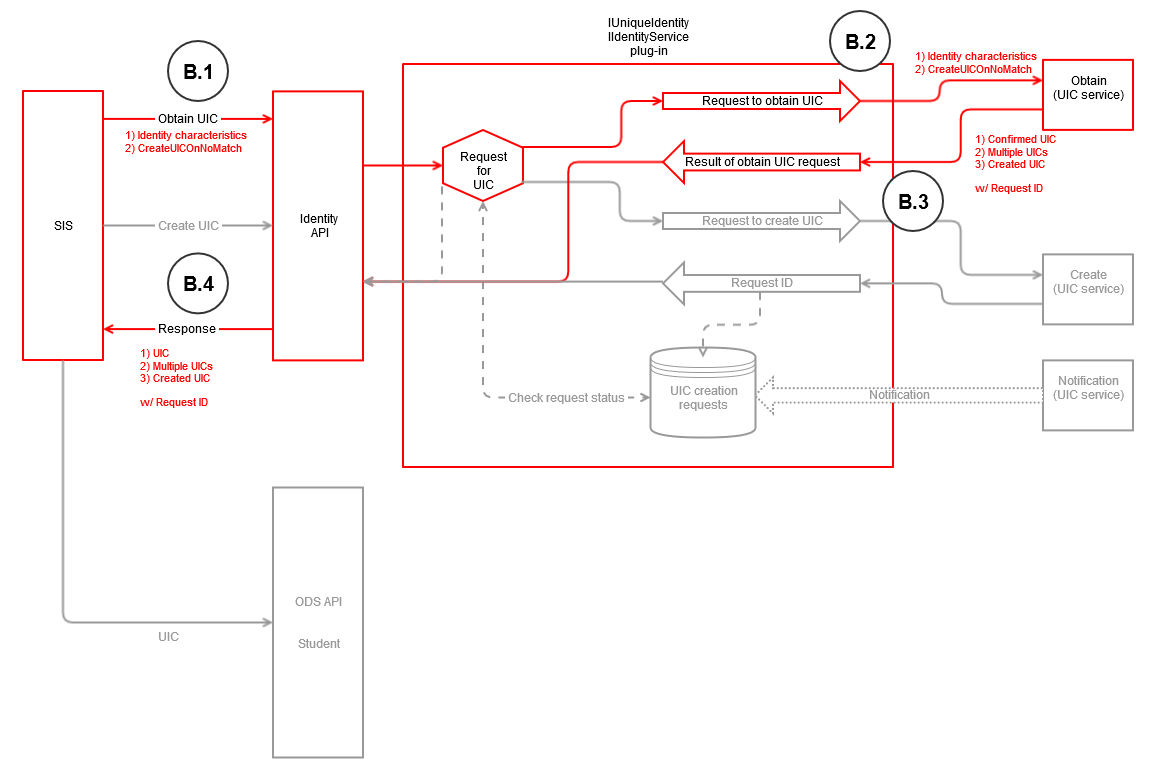 IUniqueIdentity
IIdentityService
plug-in
B.1
B.2
1) Identity characteristics
2) CreateUICOnNoMatch
Obtain
(UIC service)
Obtain UIC
1) Identity characteristics
2) CreateUICOnNoMatch
Request to obtain UIC
Request
for
UIC
Result of obtain UIC request
1) Confirmed UIC
2) Multiple UICs
3) Created UIC
w/ Request ID
B.3
SIS
Create UIC
Identity
API
Request to create UIC
B.4
Request ID
Create
(UIC service)
Response
1) UIC
2) Multiple UICs
3) Created UIC
w/ Request ID
Check request status
UIC creation
requests
Notification
Notification
(UIC service)
ODS API
Student
UIC